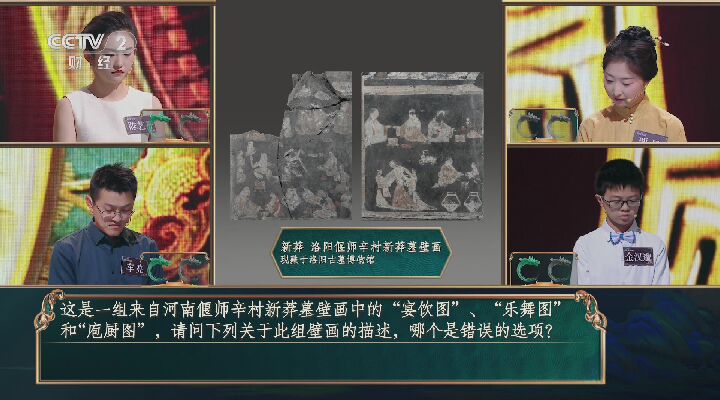 CCTV 2
财 经
新莽 洛阳偃师辛村新莽墓壁画
现藏于洛阳古墓博物馆
这是一组来自河南偃师辛村新莽墓壁画中的“宴饮图”、“乐舞图”
和“庖厨图”，请问下列关于此组壁画的描述，哪个是错误的选项？